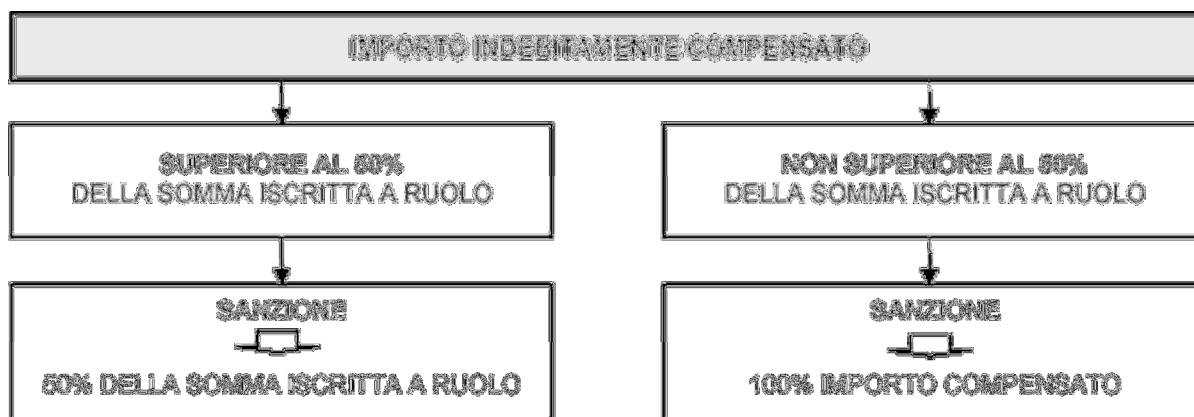 IMPORTO INDEBITAMENTE COMPENSATO
SUPERIORE AL 50%
DELLA SOMMA ISCRITTA A RUOLO
NON SUPERIORE AL 50%
DELLA SOMMA ISCRITTA A RUOLO
SANZIONE
50% DELLA SOMMA ISCRITTA A RUOLO
SANZIONE
100% IMPORTO COMPENSATO